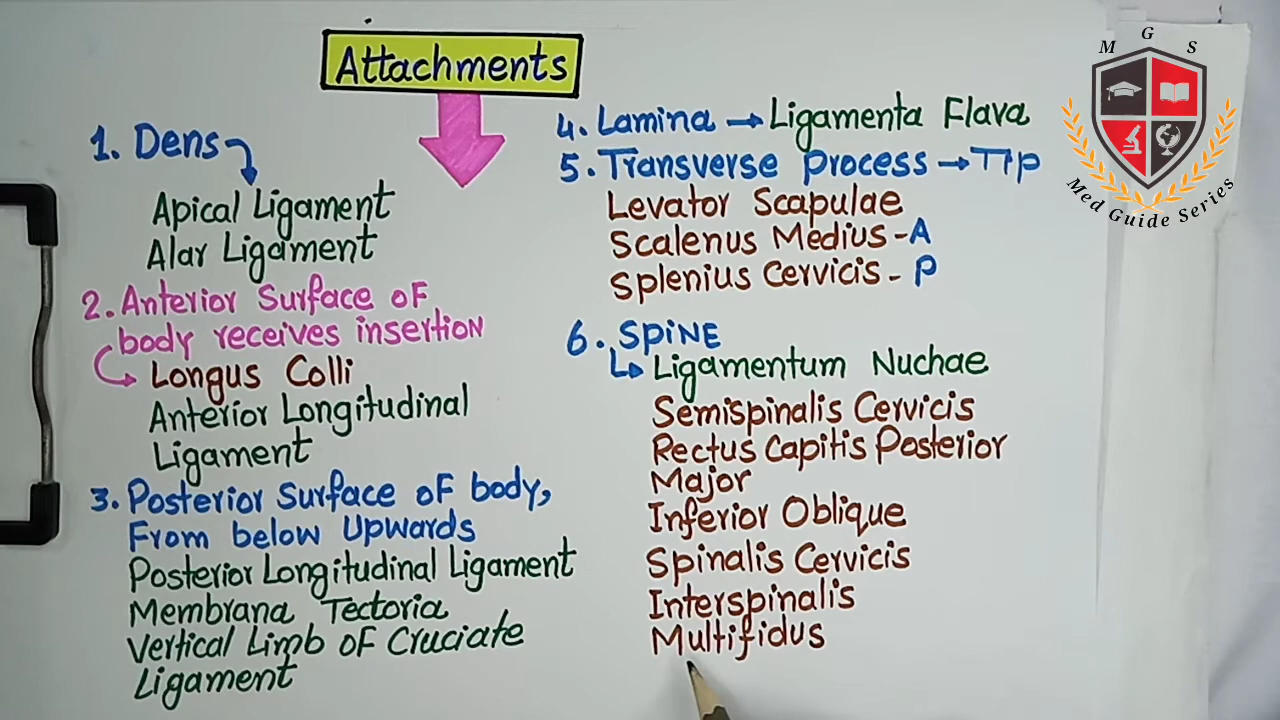 Attachments
1. Dens
Apical Ligament
Alar Ligament
2. Anterior Surface of
body receives insertion
Longus Colli
Anterior Longitudinal
Ligament
3. Posterior Surface of body,
From below Upwards
Posterior Longitudinal Ligament
Membrana Tectoria
Vertical Limb of Cruciate
Ligament
4. Lamina → Ligamenta Flava
5. Transverse process → TTP
Levator Scapulae
Scalenus Medius - A
Splenius Cervicis - P
6. SPINE
Ligamentum Nuchae
Semispinalis Cervicis
Rectus Capitis Posterior
Major
Inferior Oblique
Spinalis Cervicis
Interspinalis
Multifidus
M G S
Med Guide Series